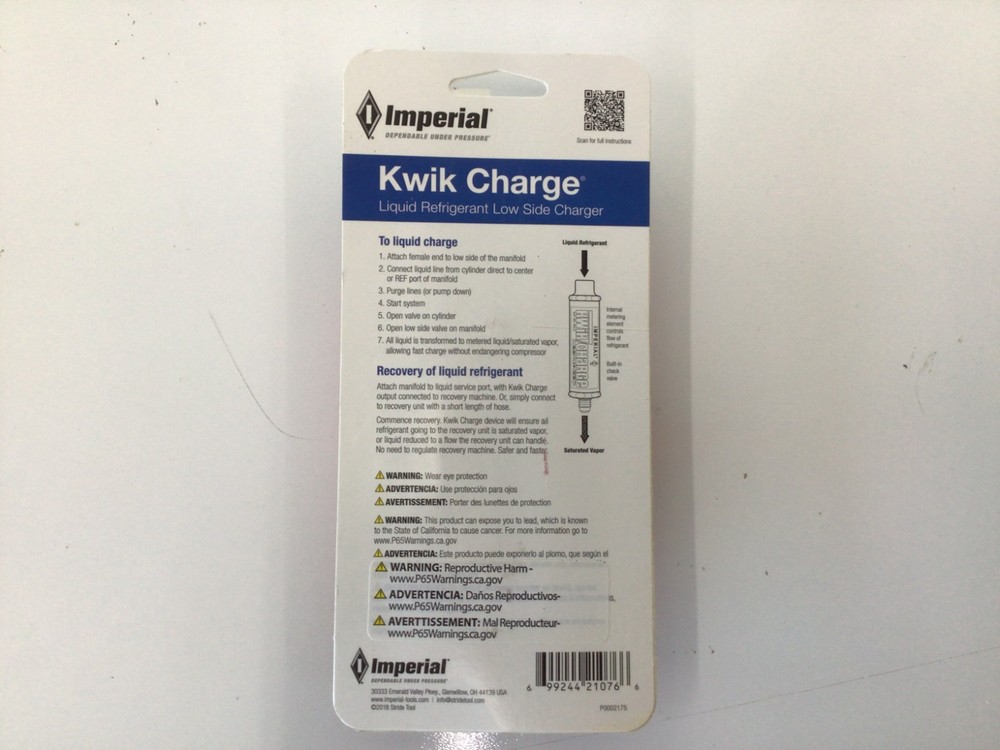 Imperial®
DEPENDABLE UNDER PRESSURE®
Scan for full instructions
Kwik Charge®
Liquid Refrigerant Low Side Charger
To liquid charge
1. Attach female end to low side of the manifold
2. Connect liquid line from cylinder direct to center
or REF port of manifold
3. Purge lines (or pump down)
4. Start system
5. Open valve on cylinder
6. Open low side valve on manifold
7. All liquid is transformed to metered liquid/saturated vapor,
allowing fast charge without endangering compressor
Liquid Refrigerant
IMPERIAL
KWIK CHARGE
Internal
metering
element
controls
flow of
refrigerant
Built-in
check
valve
Saturated Vapor
Recovery of liquid refrigerant
Attach manifold to liquid service port, with Kwik Charge
output connected to recovery machine. Or, simply connect
to recovery unit with a short length of hose.
Commence recovery. Kwik Charge device will ensure all
refrigerant going to the recovery unit is saturated vapor,
or liquid reduced to a flow the recovery unit can handle.
No need to regulate recovery machine. Safer and faster.
WARNING: Wear eye protection
ADVERTENCIA: Use protección para ojos
AVERTISSEMENT: Porter des lunettes de protection
WARNING: This product can expose you to lead, which is known
to the State of California to cause cancer. For more information go to
www.P65Warnings.ca.gov
ADVERTENCIA: Este producto puede exponerlo al plomo, que según el
WARNING: Reproductive Harm -
www.P65Warnings.ca.gov
ADVERTENCIA: Daños Reproductivos-
www.P65Warnings.ca.gov
AVERTTISSEMENT: Mal Reproducteur-
www.P65Warnings.ca.gov
Imperial®
DEPENDABLE UNDER PRESSURE®
30333 Emerald Valley Pkwy., Glenwillow, OH 44139 USA
www.imperial-tools.com | info@stridetool.com
©2018 Stride Tool
6 99244 21076 6
P0002175